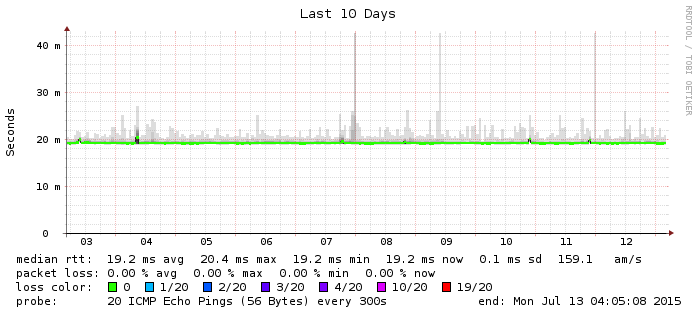 Last 10 Days
RRDTOOL / TOBI OETIKER
Seconds
40 m
30 m
20 m
10 m
0
03 04 05 06 07 08 09 10 11 12
median rtt: 19.2 ms avg 20.4 ms max 19.2 ms min 19.2 ms now 0.1 ms sd 159.1 am/s
packet loss: 0.00 % avg 0.00 % max 0.00 % min 0.00 % now
loss color: 0 1/20 2/20 3/20 4/20 10/20 19/20
probe: 20 ICMP Echo Pings (56 Bytes) every 300s end: Mon Jul 13 04:05:08 2015